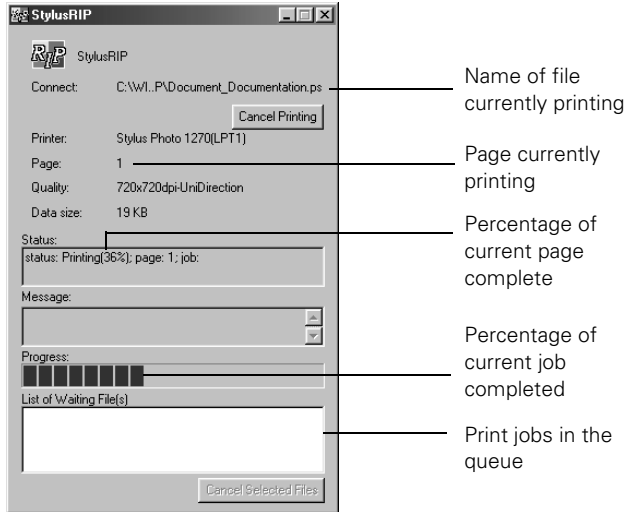 StylusRIP
RIP StylusRIP
Connect: C:\WI..P\Document_Documentation.ps
Name of file
currently printing
Cancel Printing
Printer: Stylus Photo 1270(LPT1)
Page: 1
Page currently
printing
Quality: 720x720dpi-UniDirection
Data size: 19 KB
Percentage of
current page
complete
Status:
status: Printing(36%); page: 1; job:
Message:
Percentage of
current job
completed
Progress:
List of Waiting File(s)
Print jobs in the
queue
Cancel Selected Files